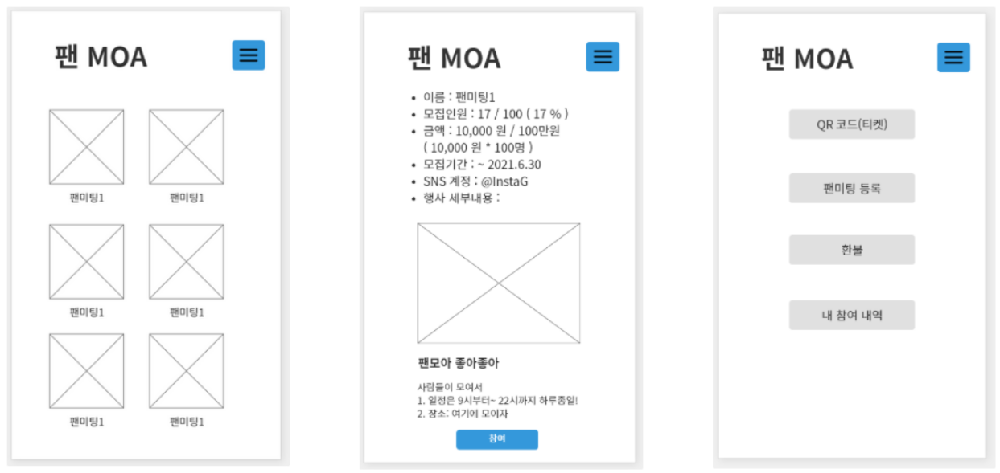 팬 MOA
팬미팅1 팬미팅1
팬미팅1 팬미팅1
팬미팅1 팬미팅1
팬 MOA
• 이름 : 팬미팅1
• 모집인원 : 17 / 100 ( 17 % )
• 금액 : 10,000 원 / 100만원
( 10,000 원 * 100명 )
• 모집기간 : ~ 2021.6.30
• SNS 계정 : @InstaG
• 행사 세부내용 :
팬모아 좋아좋아
사람들이 모여서
1. 일정은 9시부터~ 22시까지 하루종일!
2. 장소: 여기에 모이자
참여
팬 MOA
QR 코드(티켓)
팬미팅 등록
환불
내 참여 내역